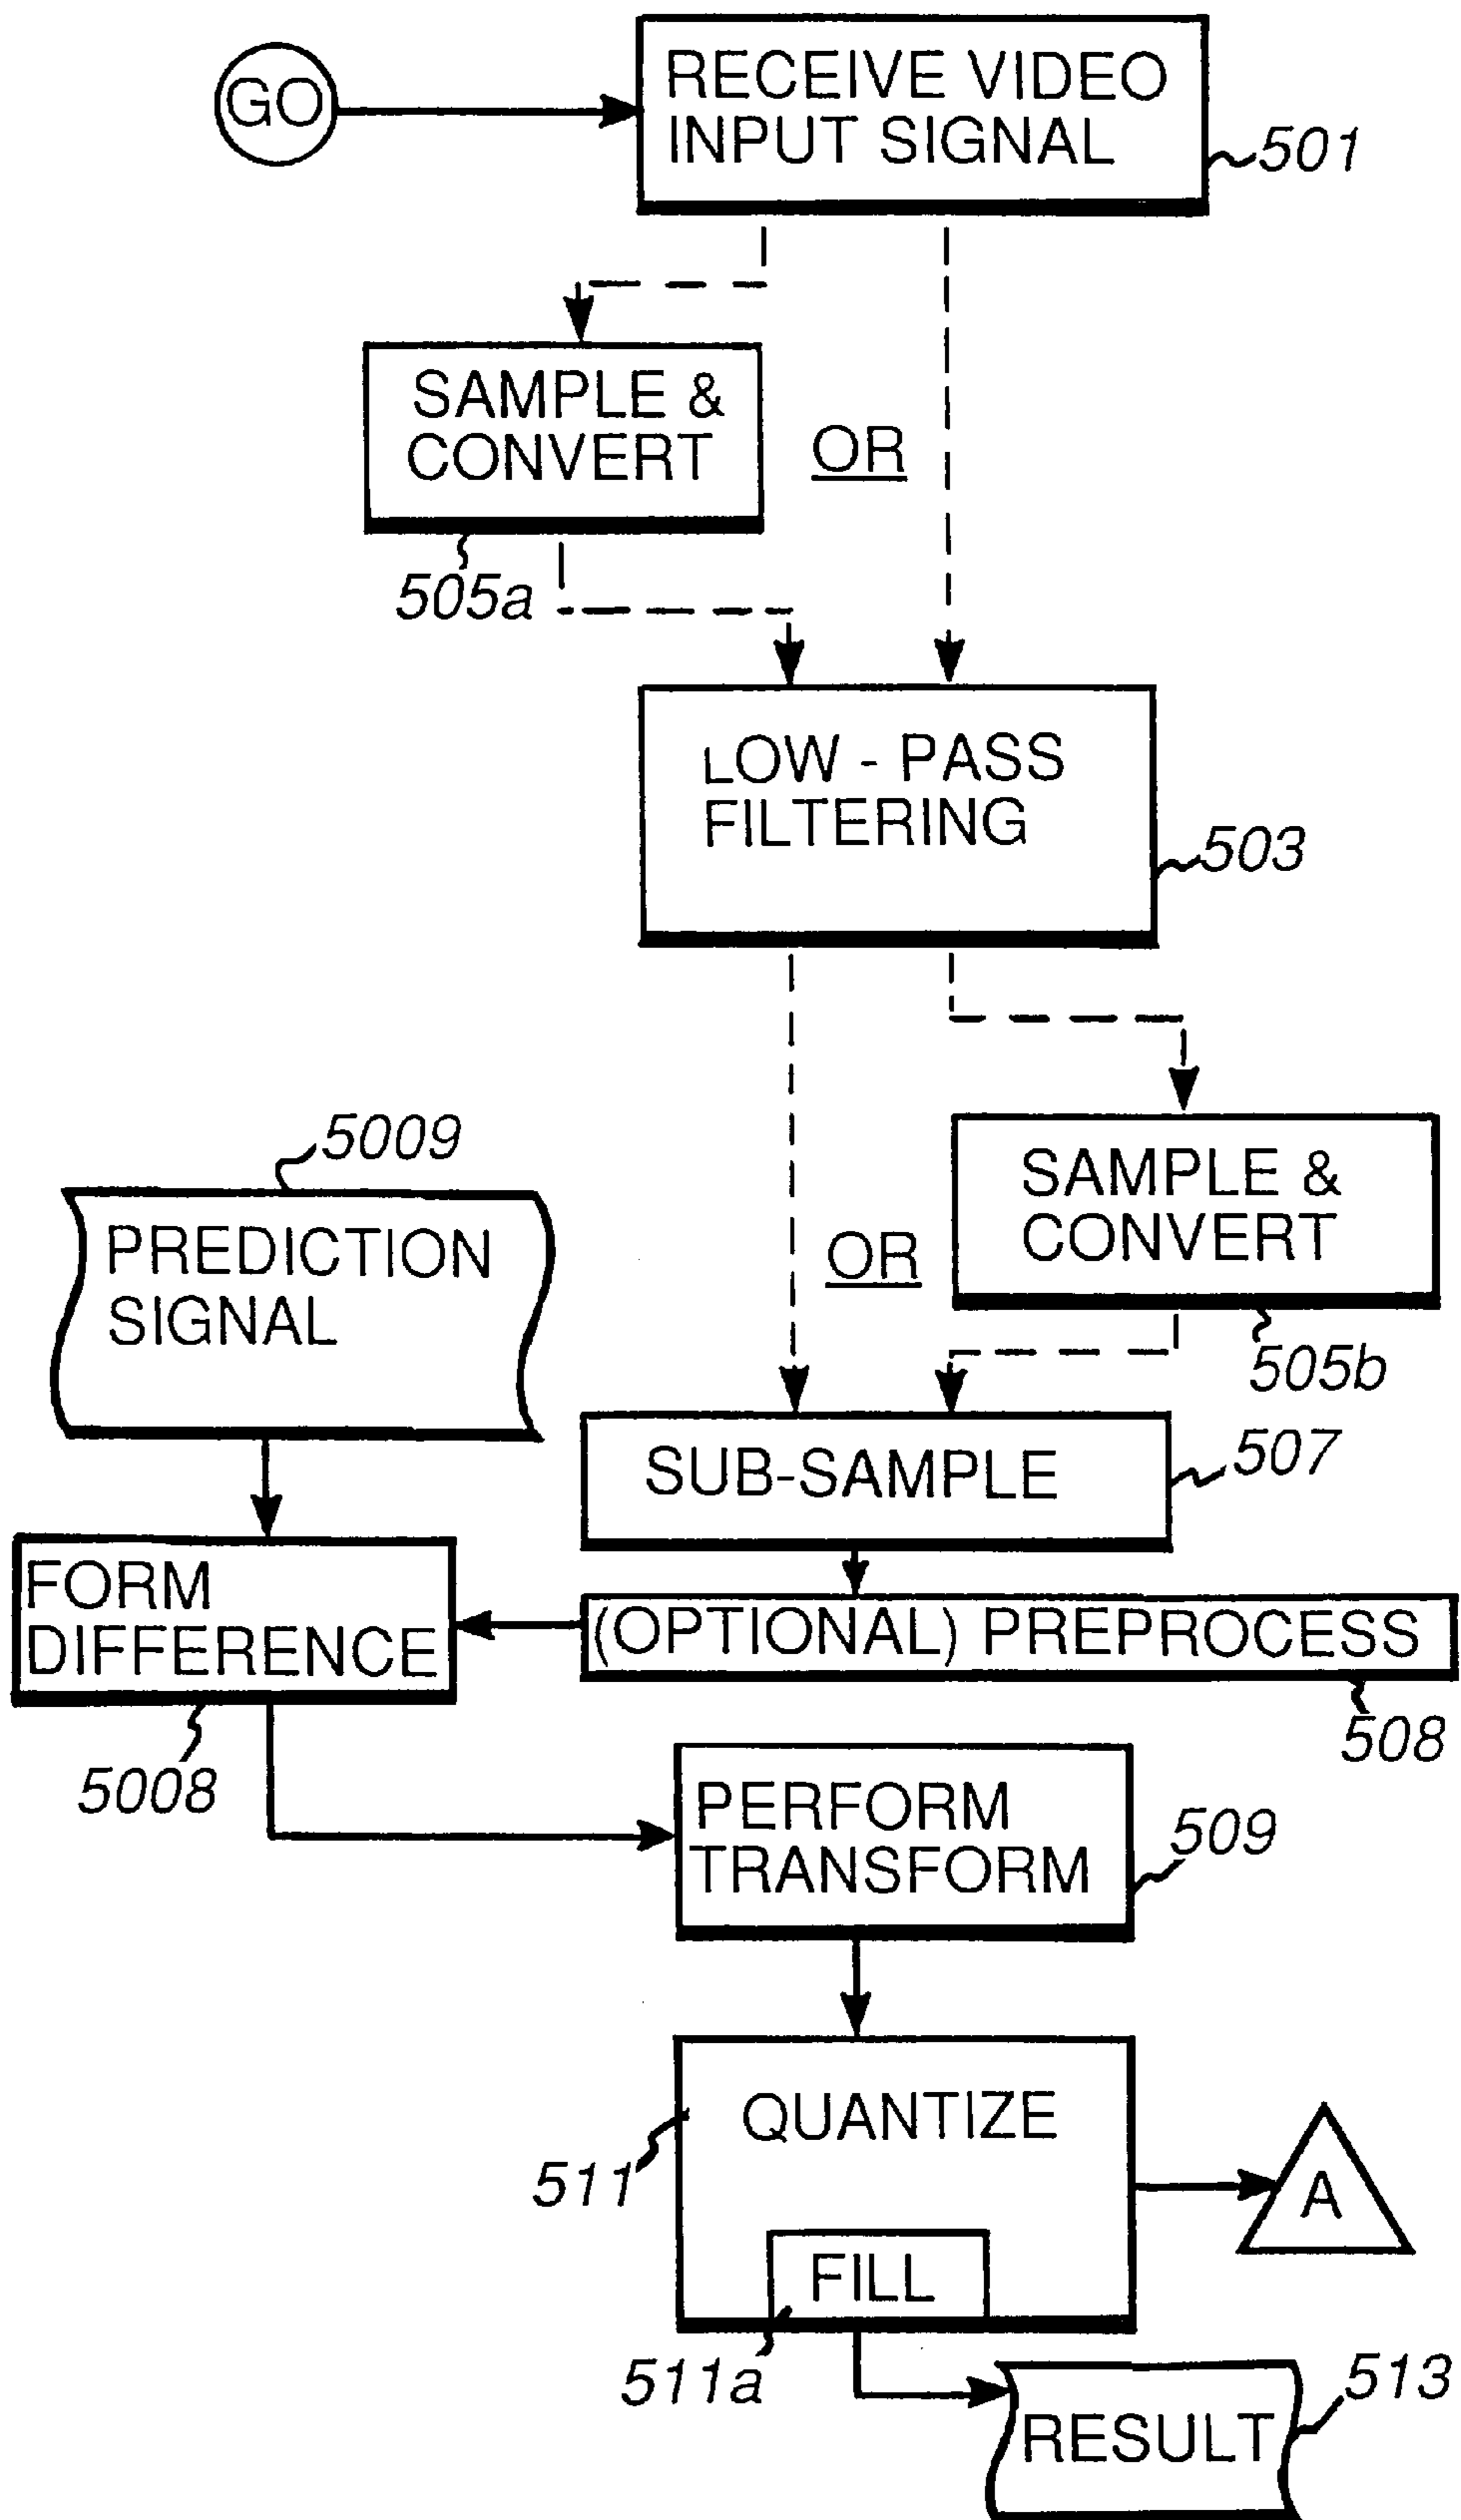 GO
RECEIVE VIDEO
INPUT SIGNAL
501
SAMPLE &
CONVERT
OR
505a
LOW - PASS
FILTERING
503
5009
PREDICTION
SIGNAL
SAMPLE &
CONVERT
OR
505b
SUB-SAMPLE
507
FORM
DIFFERENCE
(OPTIONAL) PREPROCESS
508
5008
PERFORM
TRANSFORM
509
QUANTIZE
511
A
FILL
511a
513
RESULT